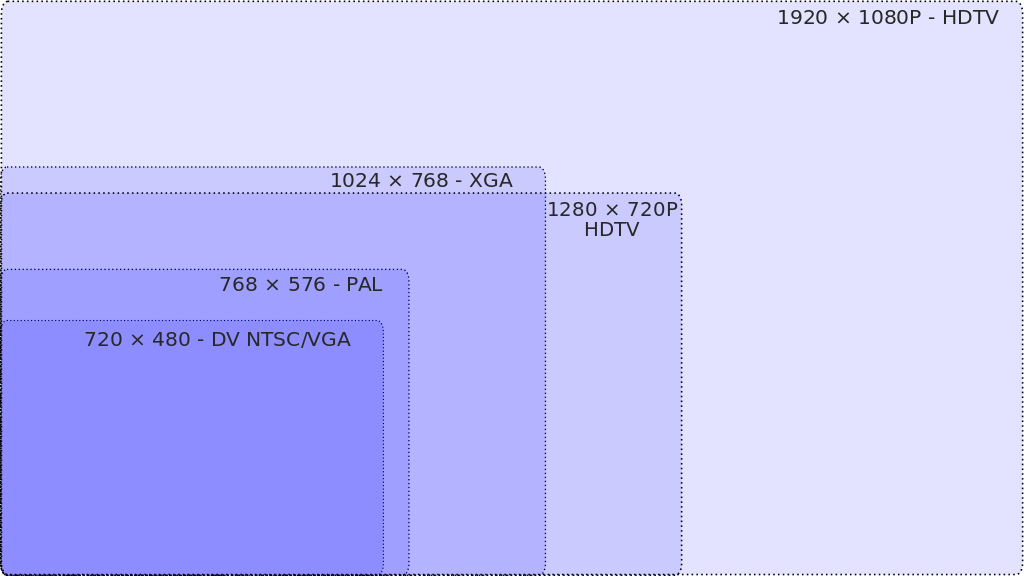 1920 × 1080P - HDTV
1024 × 768 - XGA
1280 × 720P
HDTV
768 × 576 - PAL
720 × 480 - DV NTSC/VGA